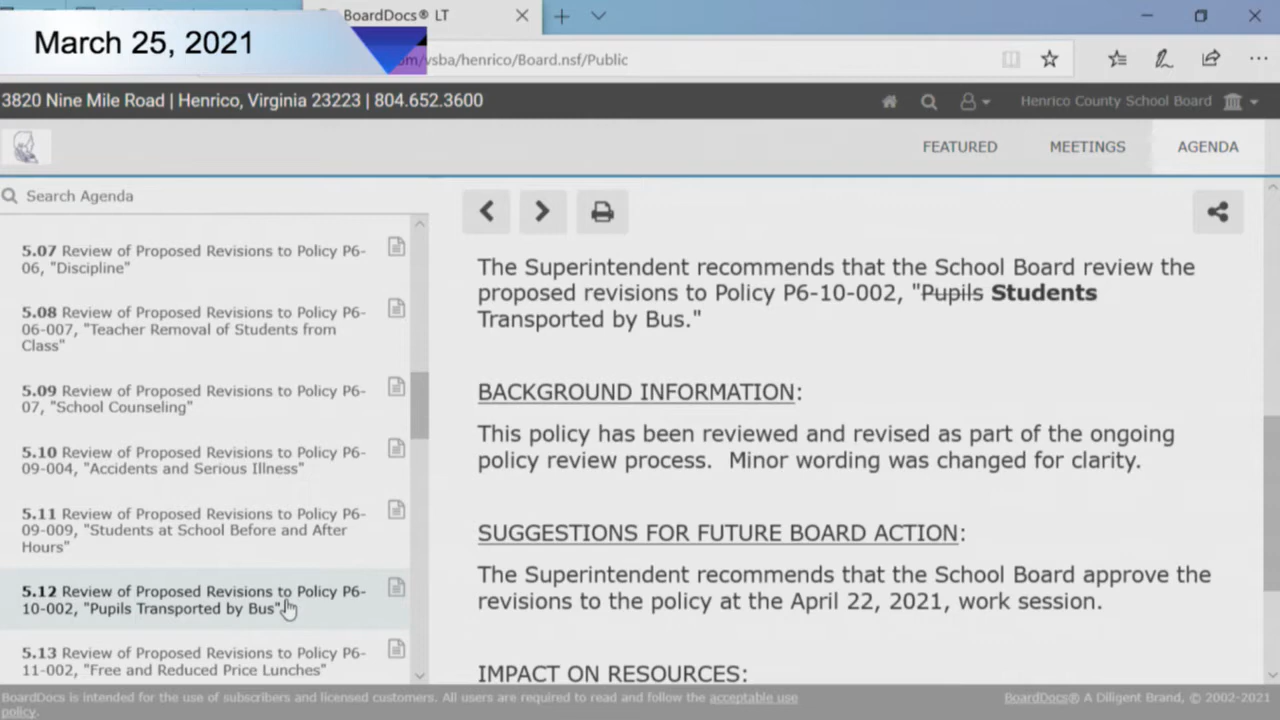 BoardDocs® LT
March 25, 2021
/vsba/henrico/Board.nsf/Public
3820 Nine Mile Road | Henrico, Virginia 23223 | 804.652.3600
Henrico County School Board
FEATURED
MEETINGS
AGENDA
Search Agenda
5.07 Review of Proposed Revisions to Policy P6-
06, "Discipline"
5.08 Review of Proposed Revisions to Policy P6-
06-007, "Teacher Removal of Students from
Class"
5.09 Review of Proposed Revisions to Policy P6-
07, "School Counseling"
5.10 Review of Proposed Revisions to Policy P6-
09-004, "Accidents and Serious Illness"
5.11 Review of Proposed Revisions to Policy P6-
09-009, "Students at School Before and After
Hours"
5.12 Review of Proposed Revisions to Policy P6-
10-002, "Pupils Transported by Bus"
5.13 Review of Proposed Revisions to Policy P6-
11-002, "Free and Reduced Price Lunches"
The Superintendent recommends that the School Board review the
proposed revisions to Policy P6-10-002, "Pupils Students
Transported by Bus."
BACKGROUND INFORMATION:
This policy has been reviewed and revised as part of the ongoing
policy review process. Minor wording was changed for clarity.
SUGGESTIONS FOR FUTURE BOARD ACTION:
The Superintendent recommends that the School Board approve the
revisions to the policy at the April 22, 2021, work session.
IMPACT ON RESOURCES:
BoardDocs is intended for the use of subscribers and licensed customers. All users are required to read and follow the acceptable use
policy.
BoardDocs® A Diligent Brand, © 2002-2021